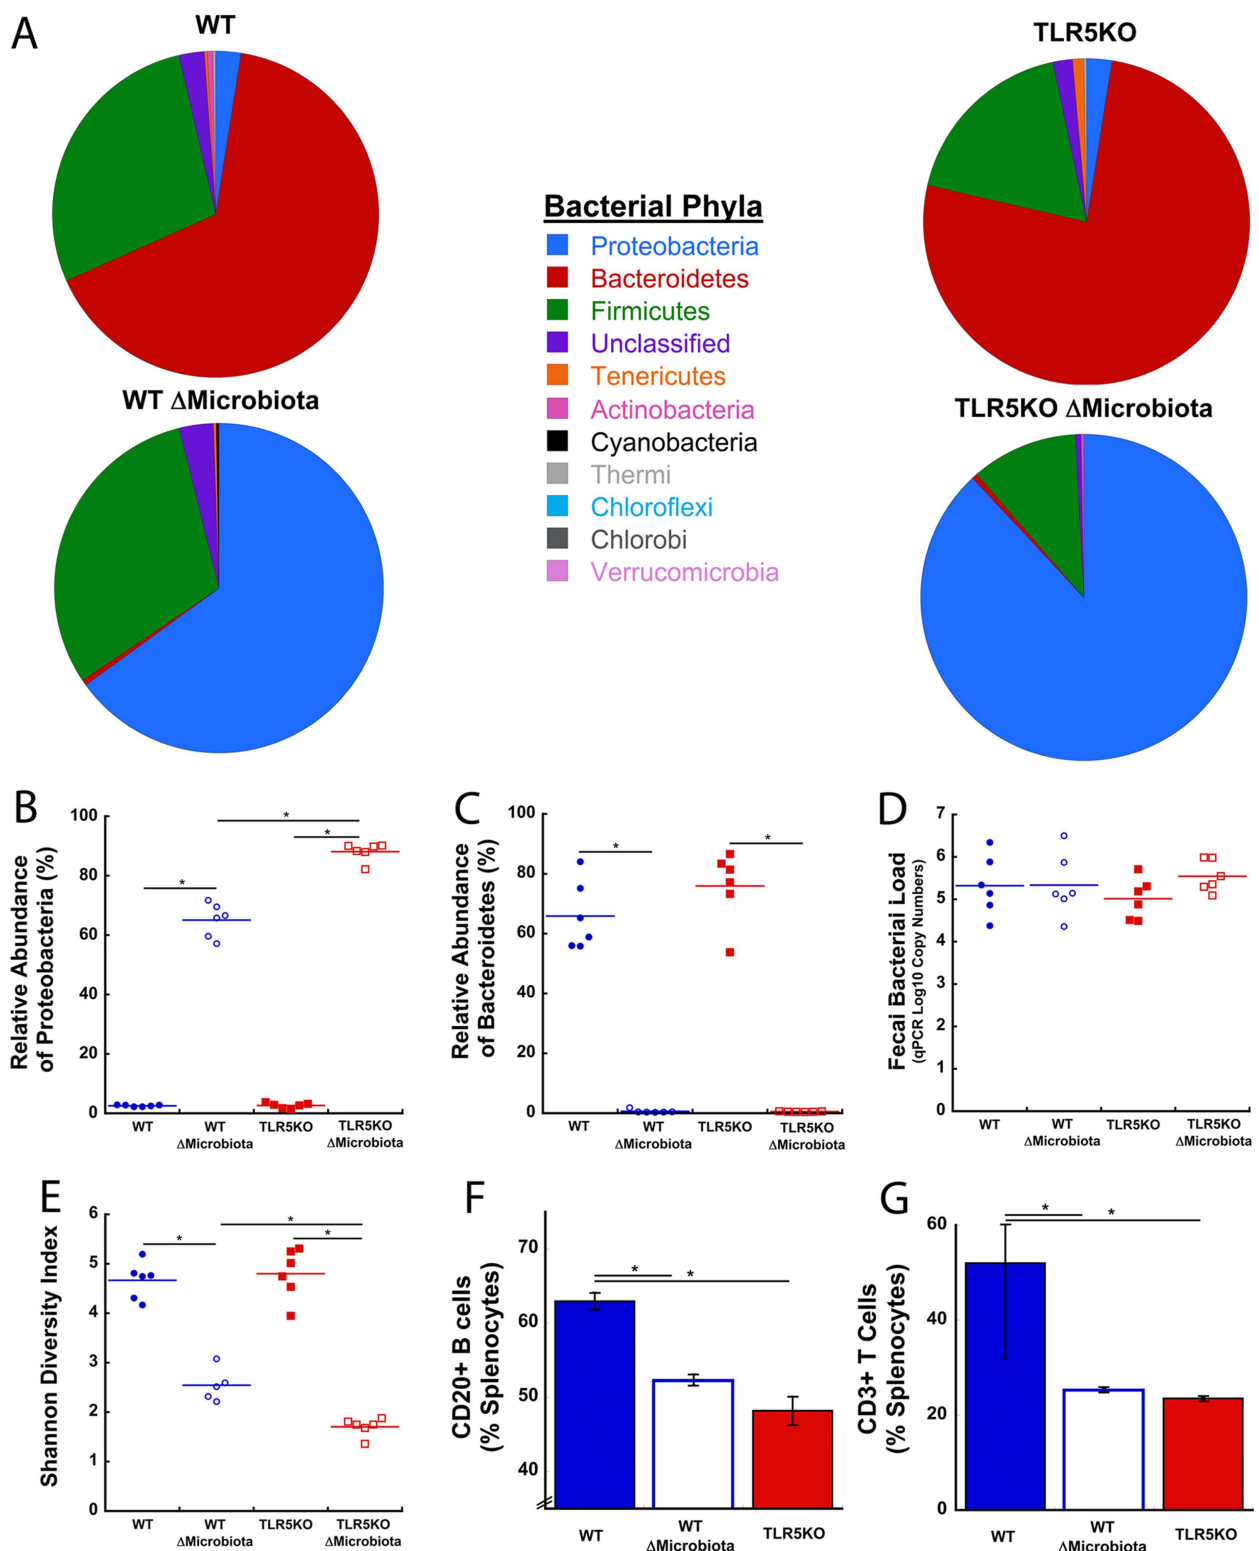 A
WT
TLR5KO
Bacterial Phyla
Proteobacteria
Bacteroidetes
Firmicutes
Unclassified
Tenericutes
Actinobacteria
Cyanobacteria
Thermi
Chloroflexi
Chlorobi
Verrucomicrobia
WT ΔMicrobiota
TLR5KO ΔMicrobiota
B
Relative Abundance
of Proteobacteria (%)
100
80
60
40
20
0
*
*
*
WT
WT
ΔMicrobiota
TLR5KO
TLR5KO
ΔMicrobiota
C
Relative Abundance
of Bacteroidetes (%)
100
80
60
40
20
0
*
*
WT
WT
ΔMicrobiota
TLR5KO
TLR5KO
ΔMicrobiota
D
Fecal Bacterial Load
(qPCR Log10 Copy Numbers)
7
6
5
4
3
2
1
0
WT
WT
ΔMicrobiota
TLR5KO
TLR5KO
ΔMicrobiota
E
Shannon Diversity Index
6
5
4
3
2
1
0
*
*
*
WT
WT
ΔMicrobiota
TLR5KO
TLR5KO
ΔMicrobiota
F
CD20+ B cells
(% Splenocytes)
70
60
50
40
*
*
WT
WT
ΔMicrobiota
TLR5KO
G
CD3+ T Cells
(% Splenocytes)
60
40
20
0
*
*
WT
WT
ΔMicrobiota
TLR5KO